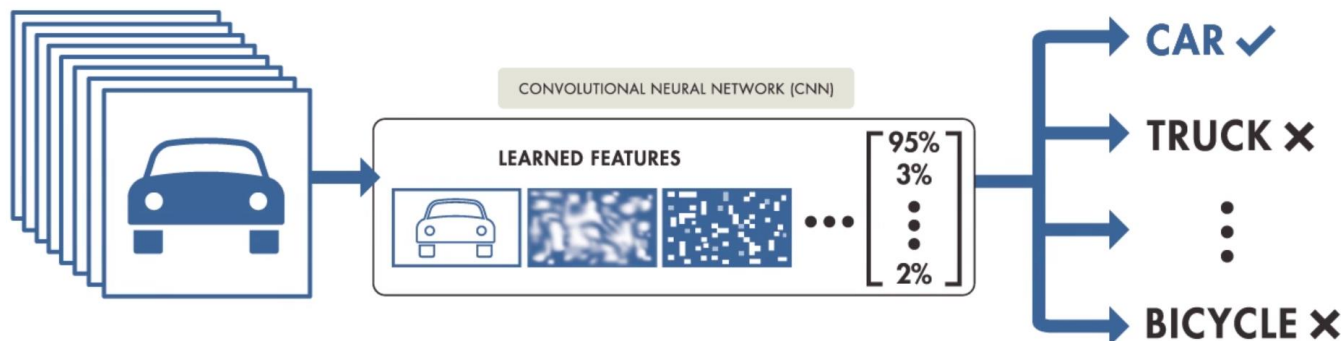 CONVOLUTIONAL NEURAL NETWORK (CNN)
LEARNED FEATURES
95%
3%
2%
CAR
TRUCK
BICYCLE